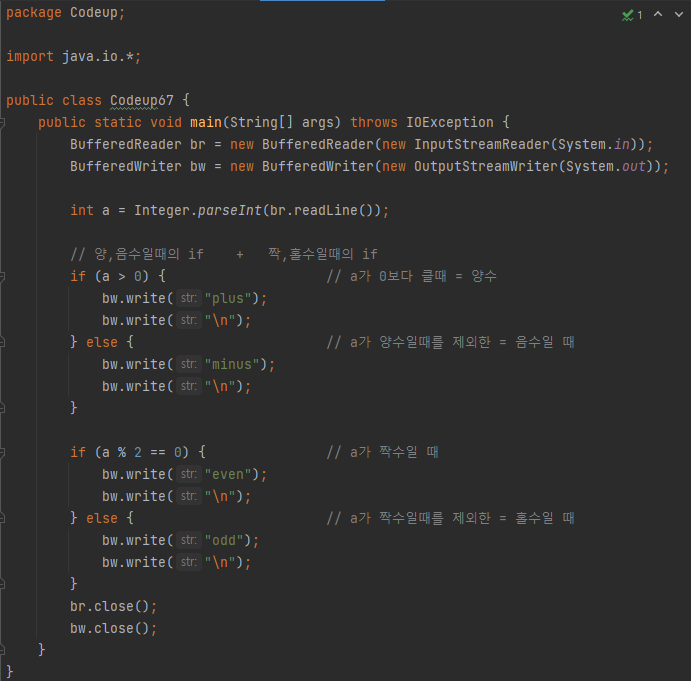 package Codeup;
1
import java.io.*;
public class Codeup67 {
public static void main(String[] args) throws IOException {
BufferedReader br = new BufferedReader(new InputStreamReader(System.in));
BufferedWriter bw = new BufferedWriter(new OutputStreamWriter(System.out));
int a = Integer.parseInt(br.readLine());
// 양,음수일때의 if + 짝,홀수일때의 if
if (a > 0) { // a가 0보다 클때 = 양수
bw.write( str: "plus");
bw.write( str: "\n");
} else { // a가 양수일때를 제외한 = 음수일 때
bw.write( str: "minus");
bw.write( str: "\n");
}
if (a % 2 == 0) { // a가 짝수일 때
bw.write( str: "even");
bw.write( str: "\n");
} else { // a가 짝수일때를 제외한 = 홀수일 때
bw.write( str: "odd");
bw.write( str: "\n");
}
br.close();
bw.close();
}
}